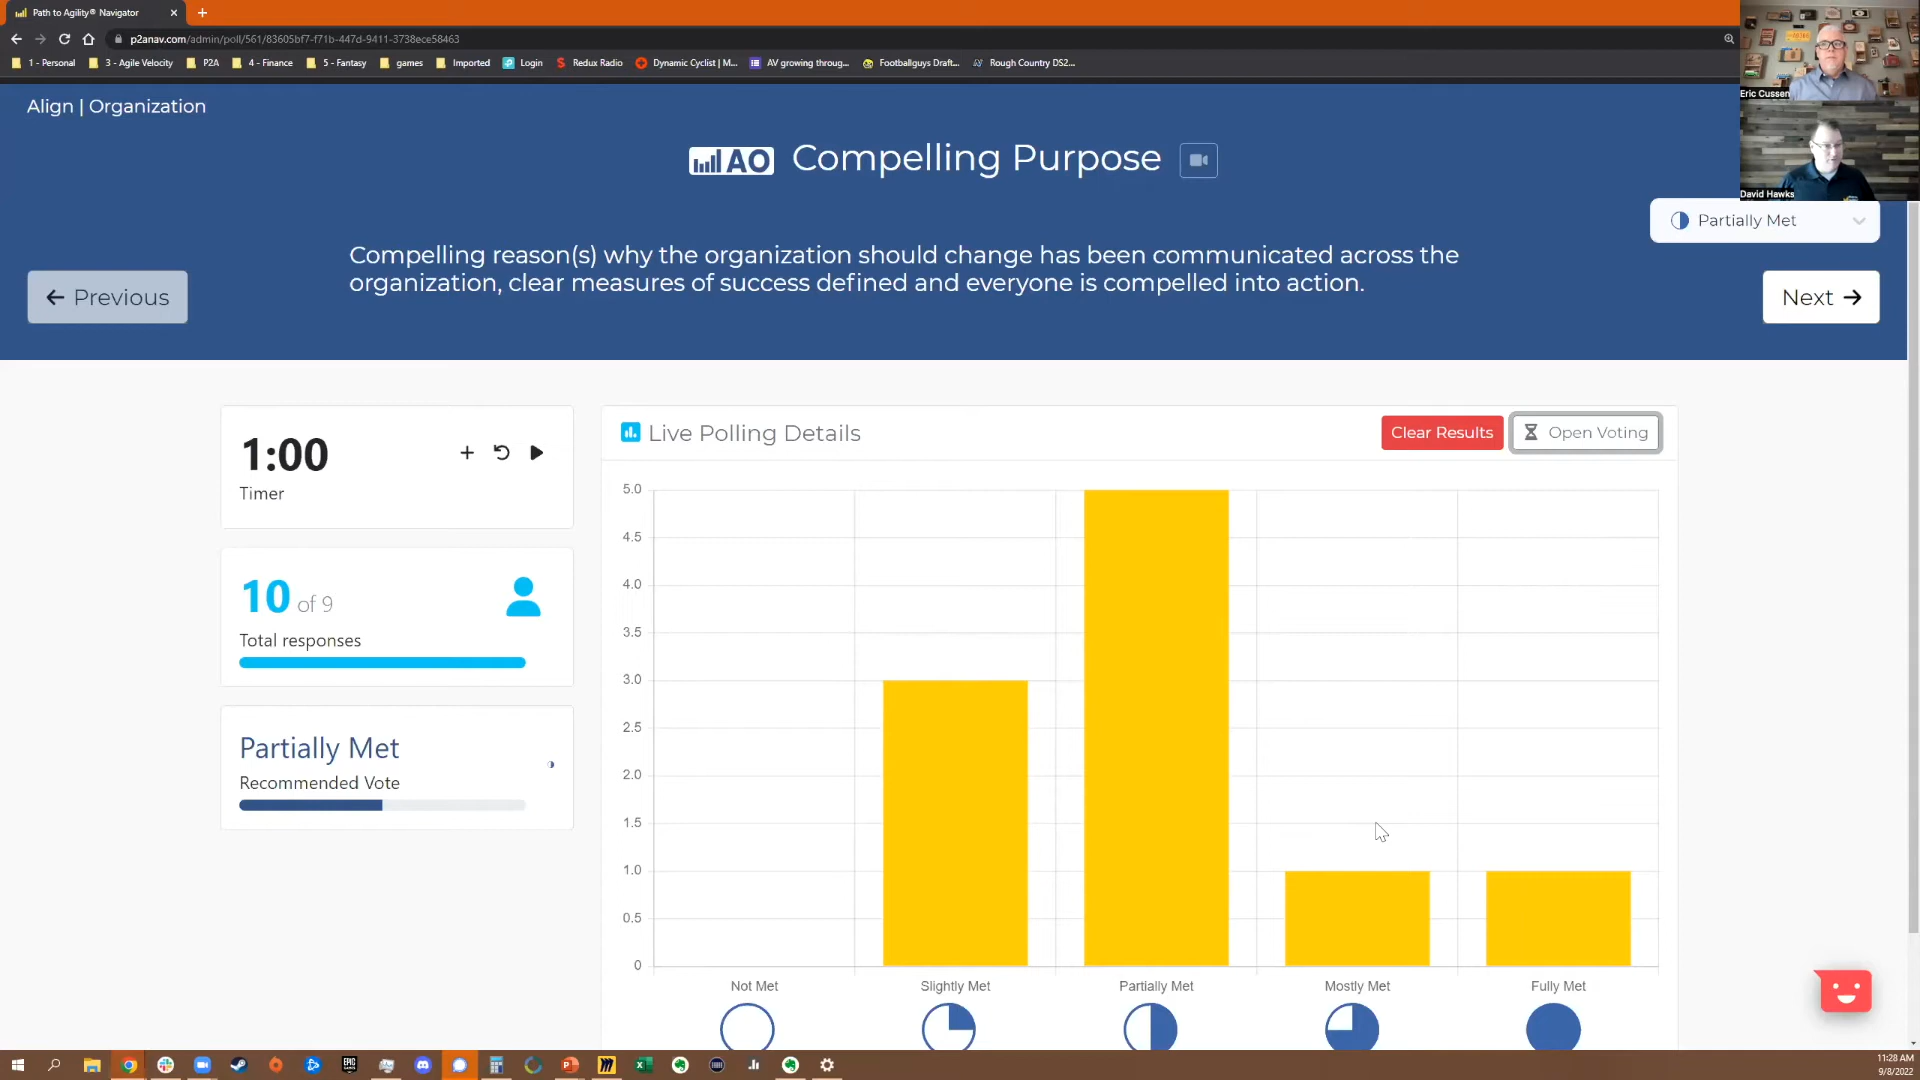 Path to Agility® Navigator
p2anav.com/admin/poll/561/83605bf7-f71b-447d-9411-3738ece58463
1 - Personal
3 - Agile Velocity
P2A
4 - Finance
5 - Fantasy
games
Imported
Login
Redux Radio
Dynamic Cyclist | M...
AV growing throug...
Footballguys Draft...
Rough Country DS2...
Eric Cussen
David Hawks
Align | Organization
AO Compelling Purpose
Partially Met
Compelling reason(s) why the organization should change has been communicated across the
organization, clear measures of success defined and everyone is compelled into action.
Previous
Next
1:00
Timer
10 of 9
Total responses
Partially Met
Recommended Vote
Live Polling Details
Clear Results
Open Voting
5.0
4.5
4.0
3.5
3.0
2.5
2.0
1.5
1.0
0.5
0
Not Met
Slightly Met
Partially Met
Mostly Met
Fully Met
11:28 AM
9/8/2022